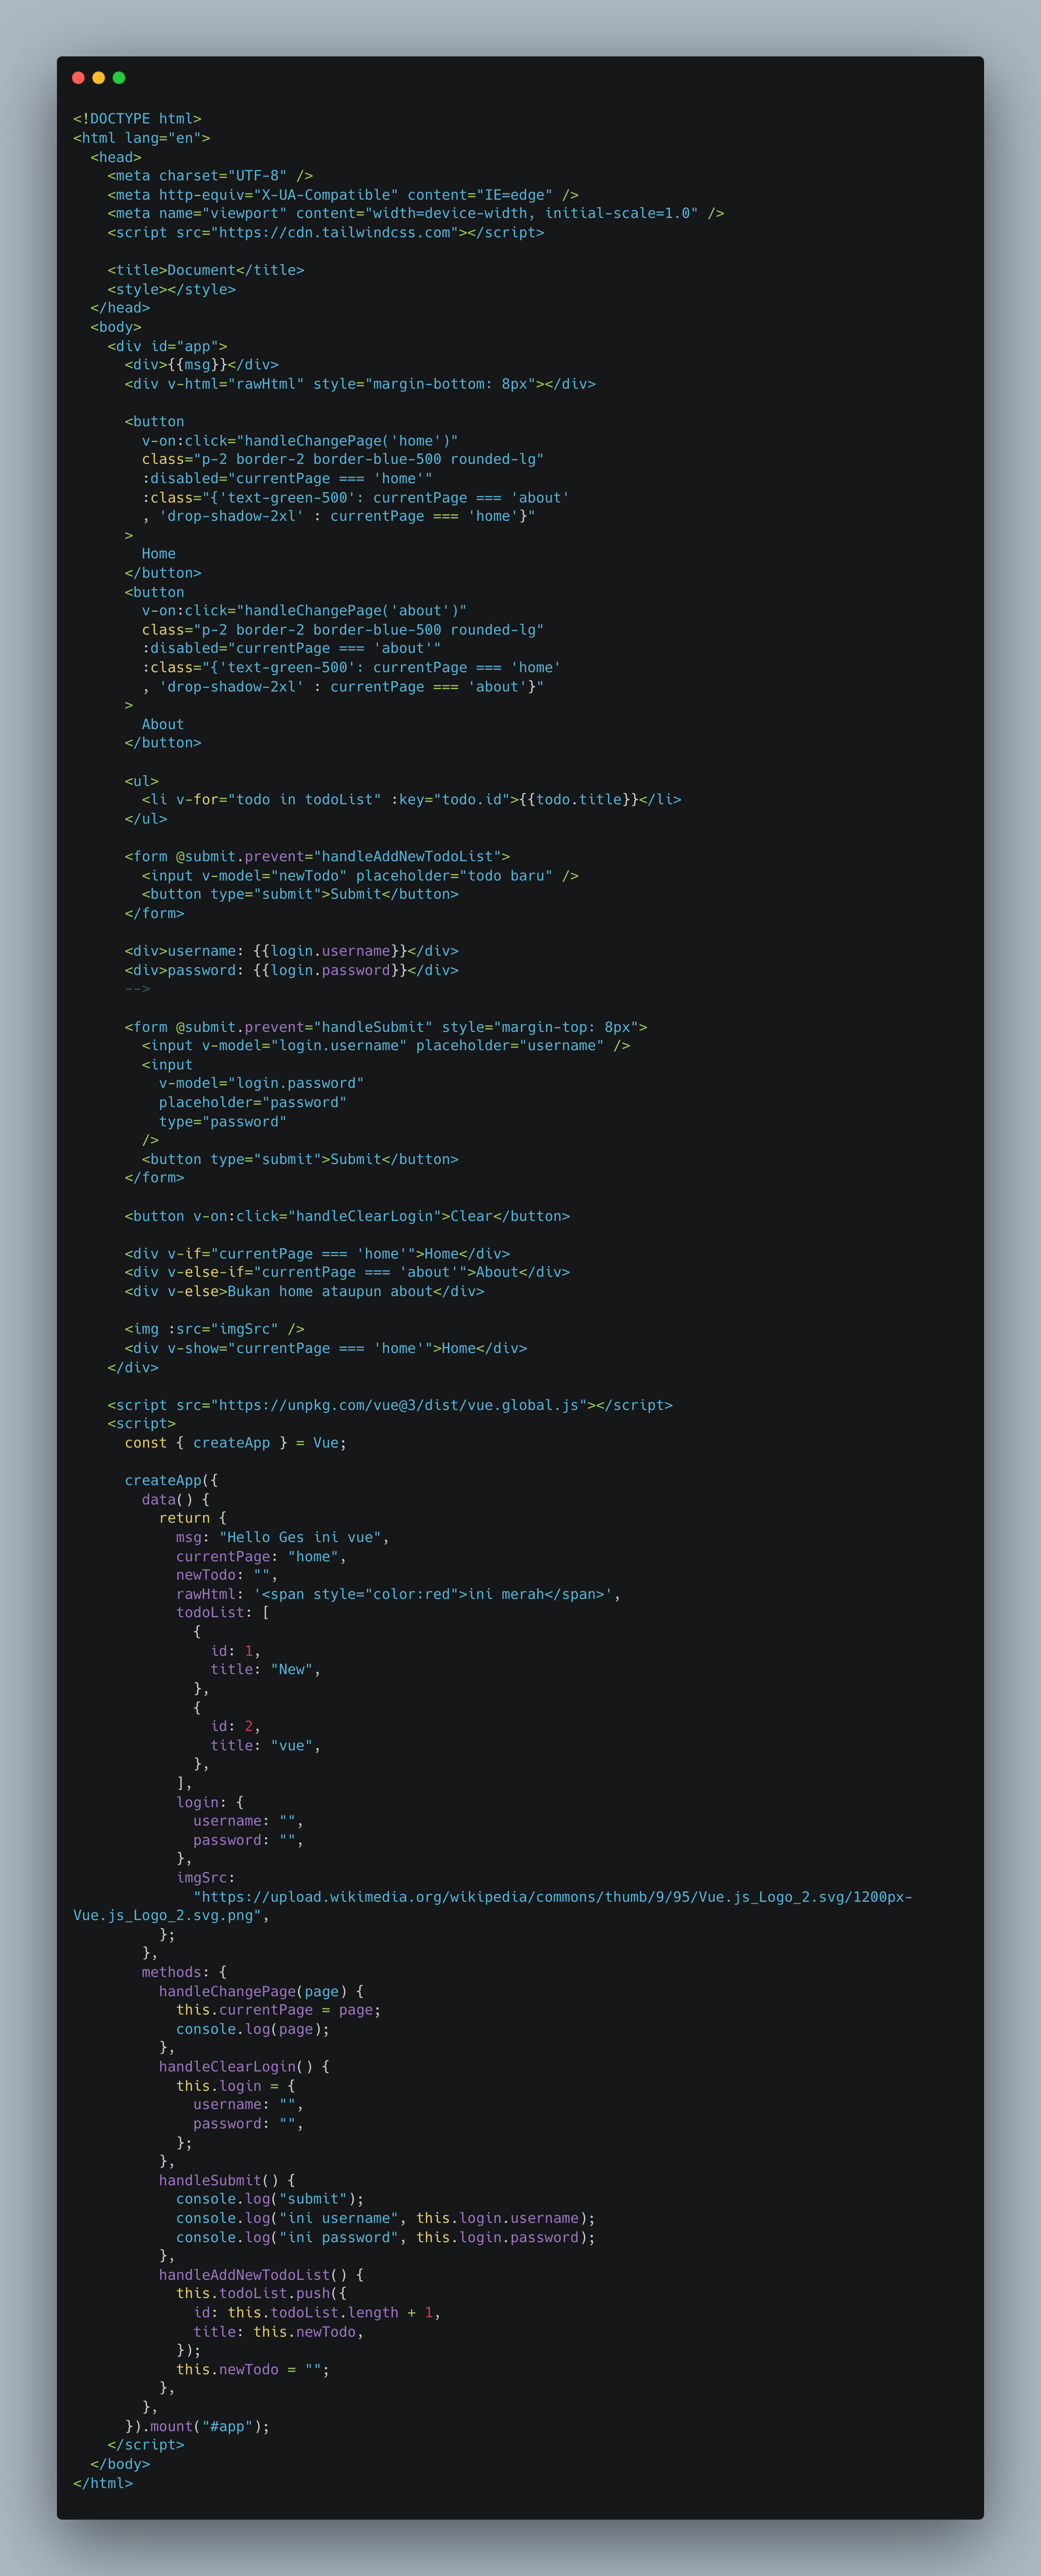 <!DOCTYPE html>
<html lang="en">
  <head>
    <meta charset="UTF-8" />
    <meta http-equiv="X-UA-Compatible" content="IE=edge" />
    <meta name="viewport" content="width=device-width, initial-scale=1.0" />
    <script src="https://cdn.tailwindcss.com"></script>

    <title>Document</title>
    <style></style>
  </head>
  <body>
    <div id="app">
      <div>{{msg}}</div>
      <div v-html="rawHtml" style="margin-bottom: 8px"></div>

      <button
        v-on:click="handleChangePage('home')"
        class="p-2 border-2 border-blue-500 rounded-lg"
        :disabled="currentPage === 'home'"
        :class="{'text-green-500': currentPage === 'about'
        , 'drop-shadow-2xl' : currentPage === 'home'}"
      >
        Home
      </button>
      <button
        v-on:click="handleChangePage('about')"
        class="p-2 border-2 border-blue-500 rounded-lg"
        :disabled="currentPage === 'about'"
        :class="{'text-green-500': currentPage === 'home'
        , 'drop-shadow-2xl' : currentPage === 'about'}"
      >
        About
      </button>

      <ul>
        <li v-for="todo in todoList" :key="todo.id">{{todo.title}}</li>
      </ul>

      <form @submit.prevent="handleAddNewTodoList">
        <input v-model="newTodo" placeholder="todo baru" />
        <button type="submit">Submit</button>
      </form>

      <div>username: {{login.username}}</div>
      <div>password: {{login.password}}</div>
      -->

      <form @submit.prevent="handleSubmit" style="margin-top: 8px">
        <input v-model="login.username" placeholder="username" />
        <input
          v-model="login.password"
          placeholder="password"
          type="password"
        />
        <button type="submit">Submit</button>
      </form>

      <button v-on:click="handleClearLogin">Clear</button>

      <div v-if="currentPage === 'home'">Home</div>
      <div v-else-if="currentPage === 'about'">About</div>
      <div v-else>Bukan home ataupun about</div>

      <img :src="imgSrc" />
      <div v-show="currentPage === 'home'">Home</div>
    </div>

    <script src="https://unpkg.com/vue@3/dist/vue.global.js"></script>
    <script>
      const { createApp } = Vue;

      createApp({
        data() {
          return {
            msg: "Hello Ges ini vue",
            currentPage: "home",
            newTodo: "",
            rawHtml: '<span style="color:red">ini merah</span>',
            todoList: [
              {
                id: 1,
                title: "New",
              },
              {
                id: 2,
                title: "vue",
              },
            ],
            login: {
              username: "",
              password: "",
            },
            imgSrc:
              "https://upload.wikimedia.org/wikipedia/commons/thumb/9/95/Vue.js_Logo_2.svg/1200px-
Vue.js_Logo_2.svg.png",
          };
        },
        methods: {
          handleChangePage(page) {
            this.currentPage = page;
            console.log(page);
          },
          handleClearLogin() {
            this.login = {
              username: "",
              password: "",
            };
          },
          handleSubmit() {
            console.log("submit");
            console.log("ini username", this.login.username);
            console.log("ini password", this.login.password);
          },
          handleAddNewTodoList() {
            this.todoList.push({
              id: this.todoList.length + 1,
              title: this.newTodo,
            });
            this.newTodo = "";
          },
        },
      }).mount("#app");
    </script>
  </body>
</html>